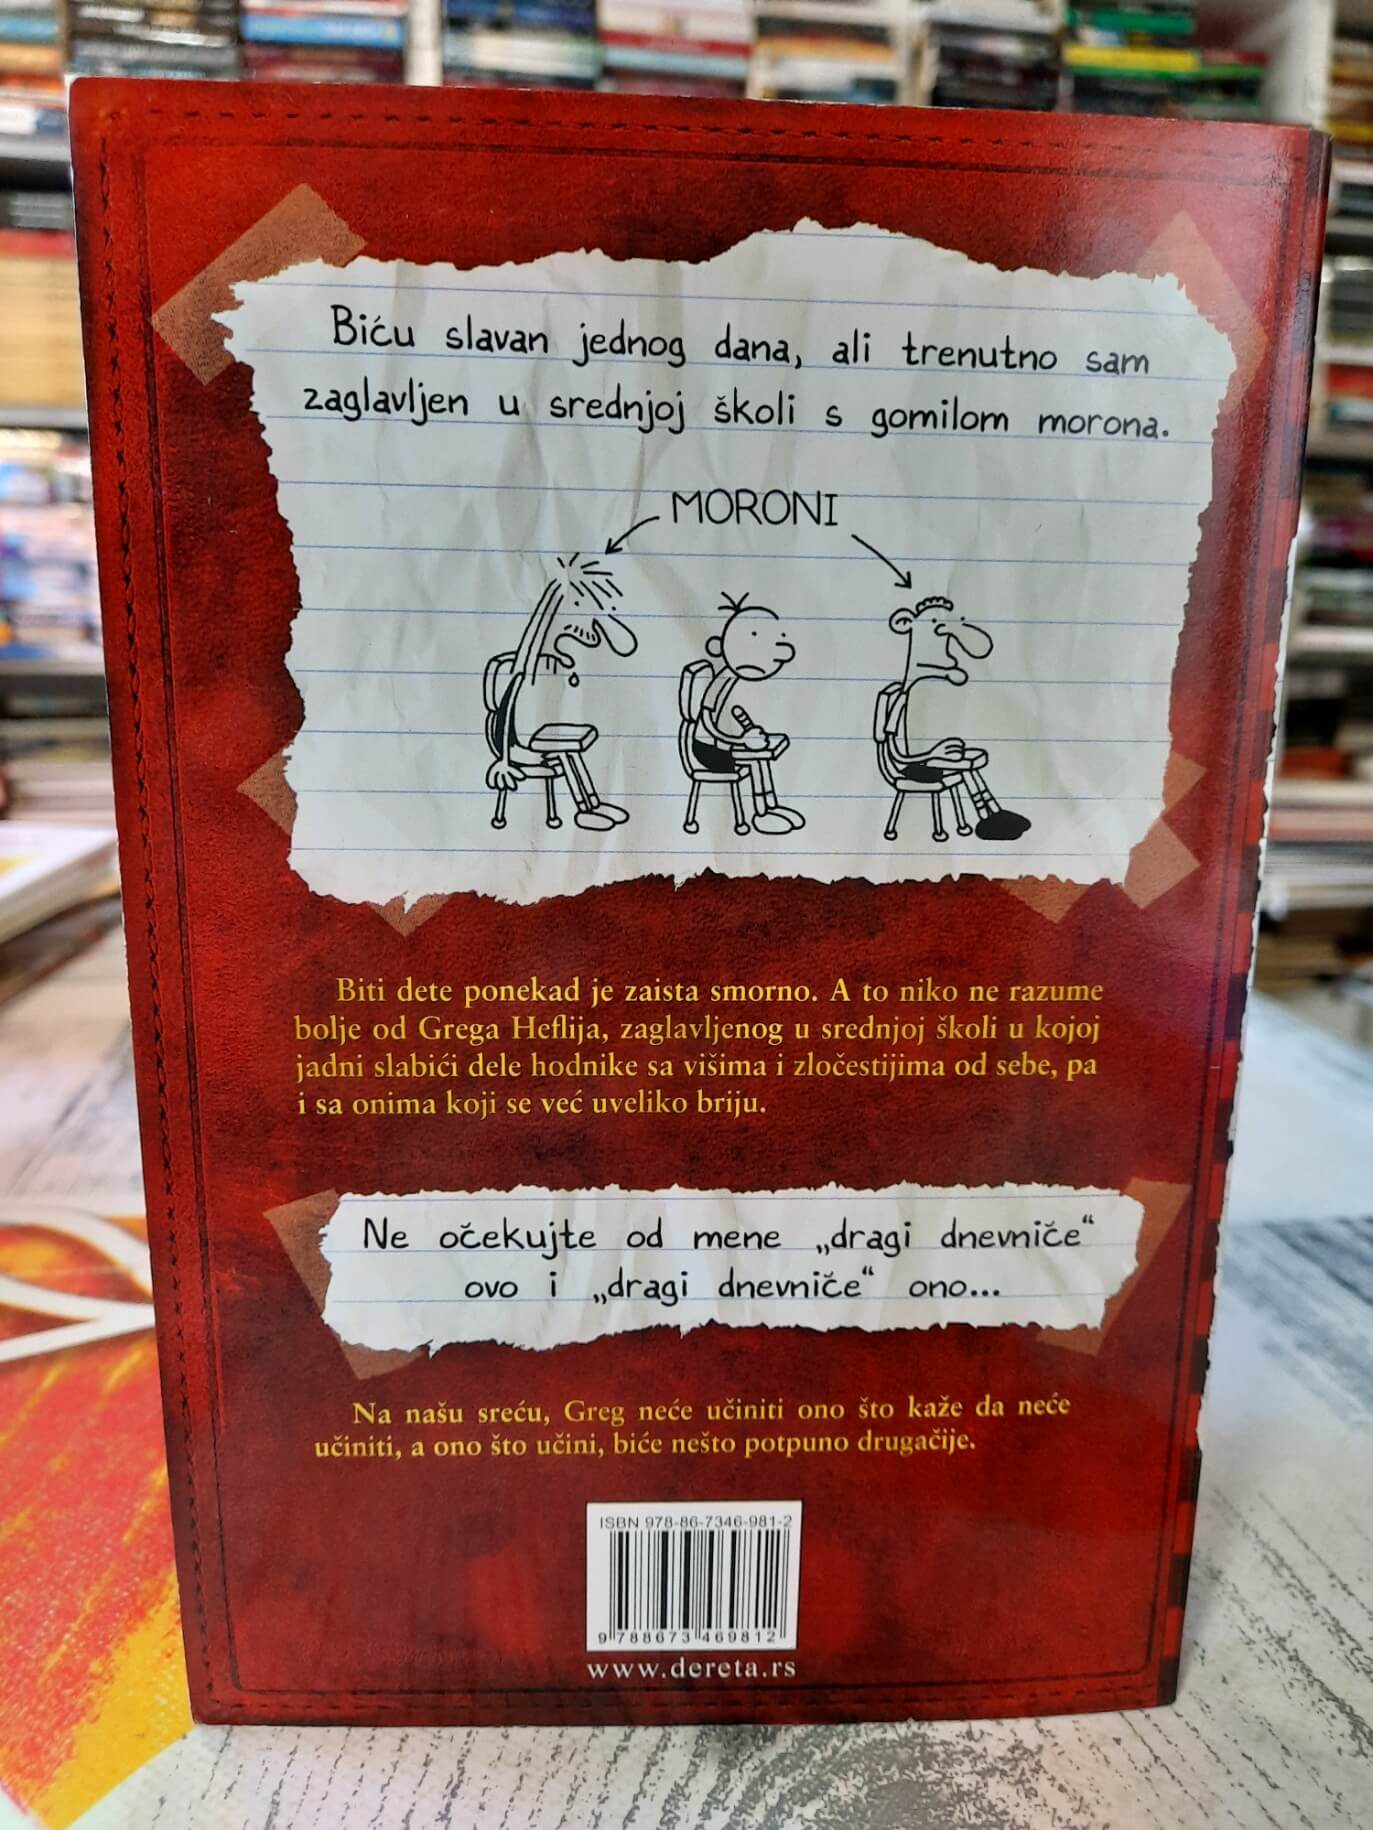 Biću slavan jednog dana, ali trenutno sam
zaglavljen u srednjoj školi s gomilom morona.
MORONI
Biti dete ponekad je zaista smorno. A to niko ne razume
bolje od Grega Heflija, zaglavljenog u srednjoj školi u kojoj
jadni slabići dele hodnike sa višima i zločestijima od sebe, pa
i sa onima koji se već uveliko briju.
Ne očekujte od mene „dragi dnevniče“
ovo i „dragi dnevniče“ ono...
Na našu sreću, Greg neće učiniti ono što kaže da neće
učiniti, a ono što učini, biće nešto potpuno drugačije.
ISBN 978-86-7346-981-2
9 788673 469812
www.dereta.rs